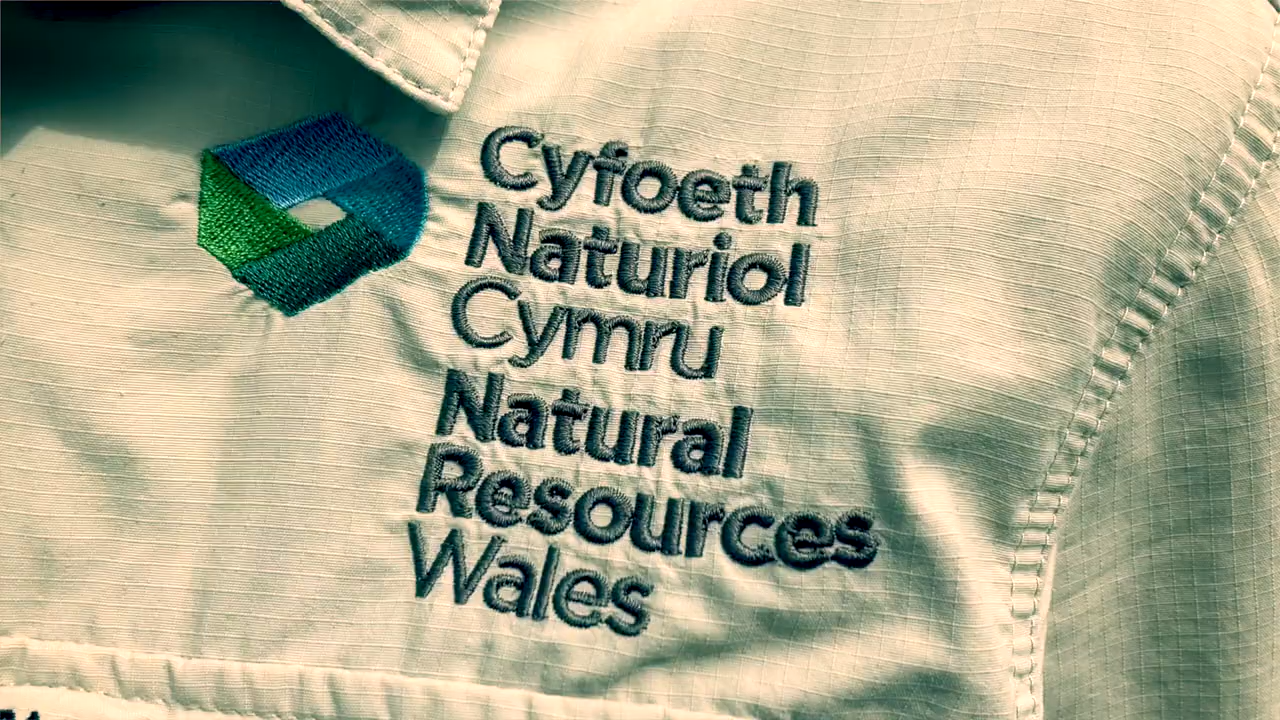 Cyfoeth
Naturiol
Cymru
Natural
Resources
Wales